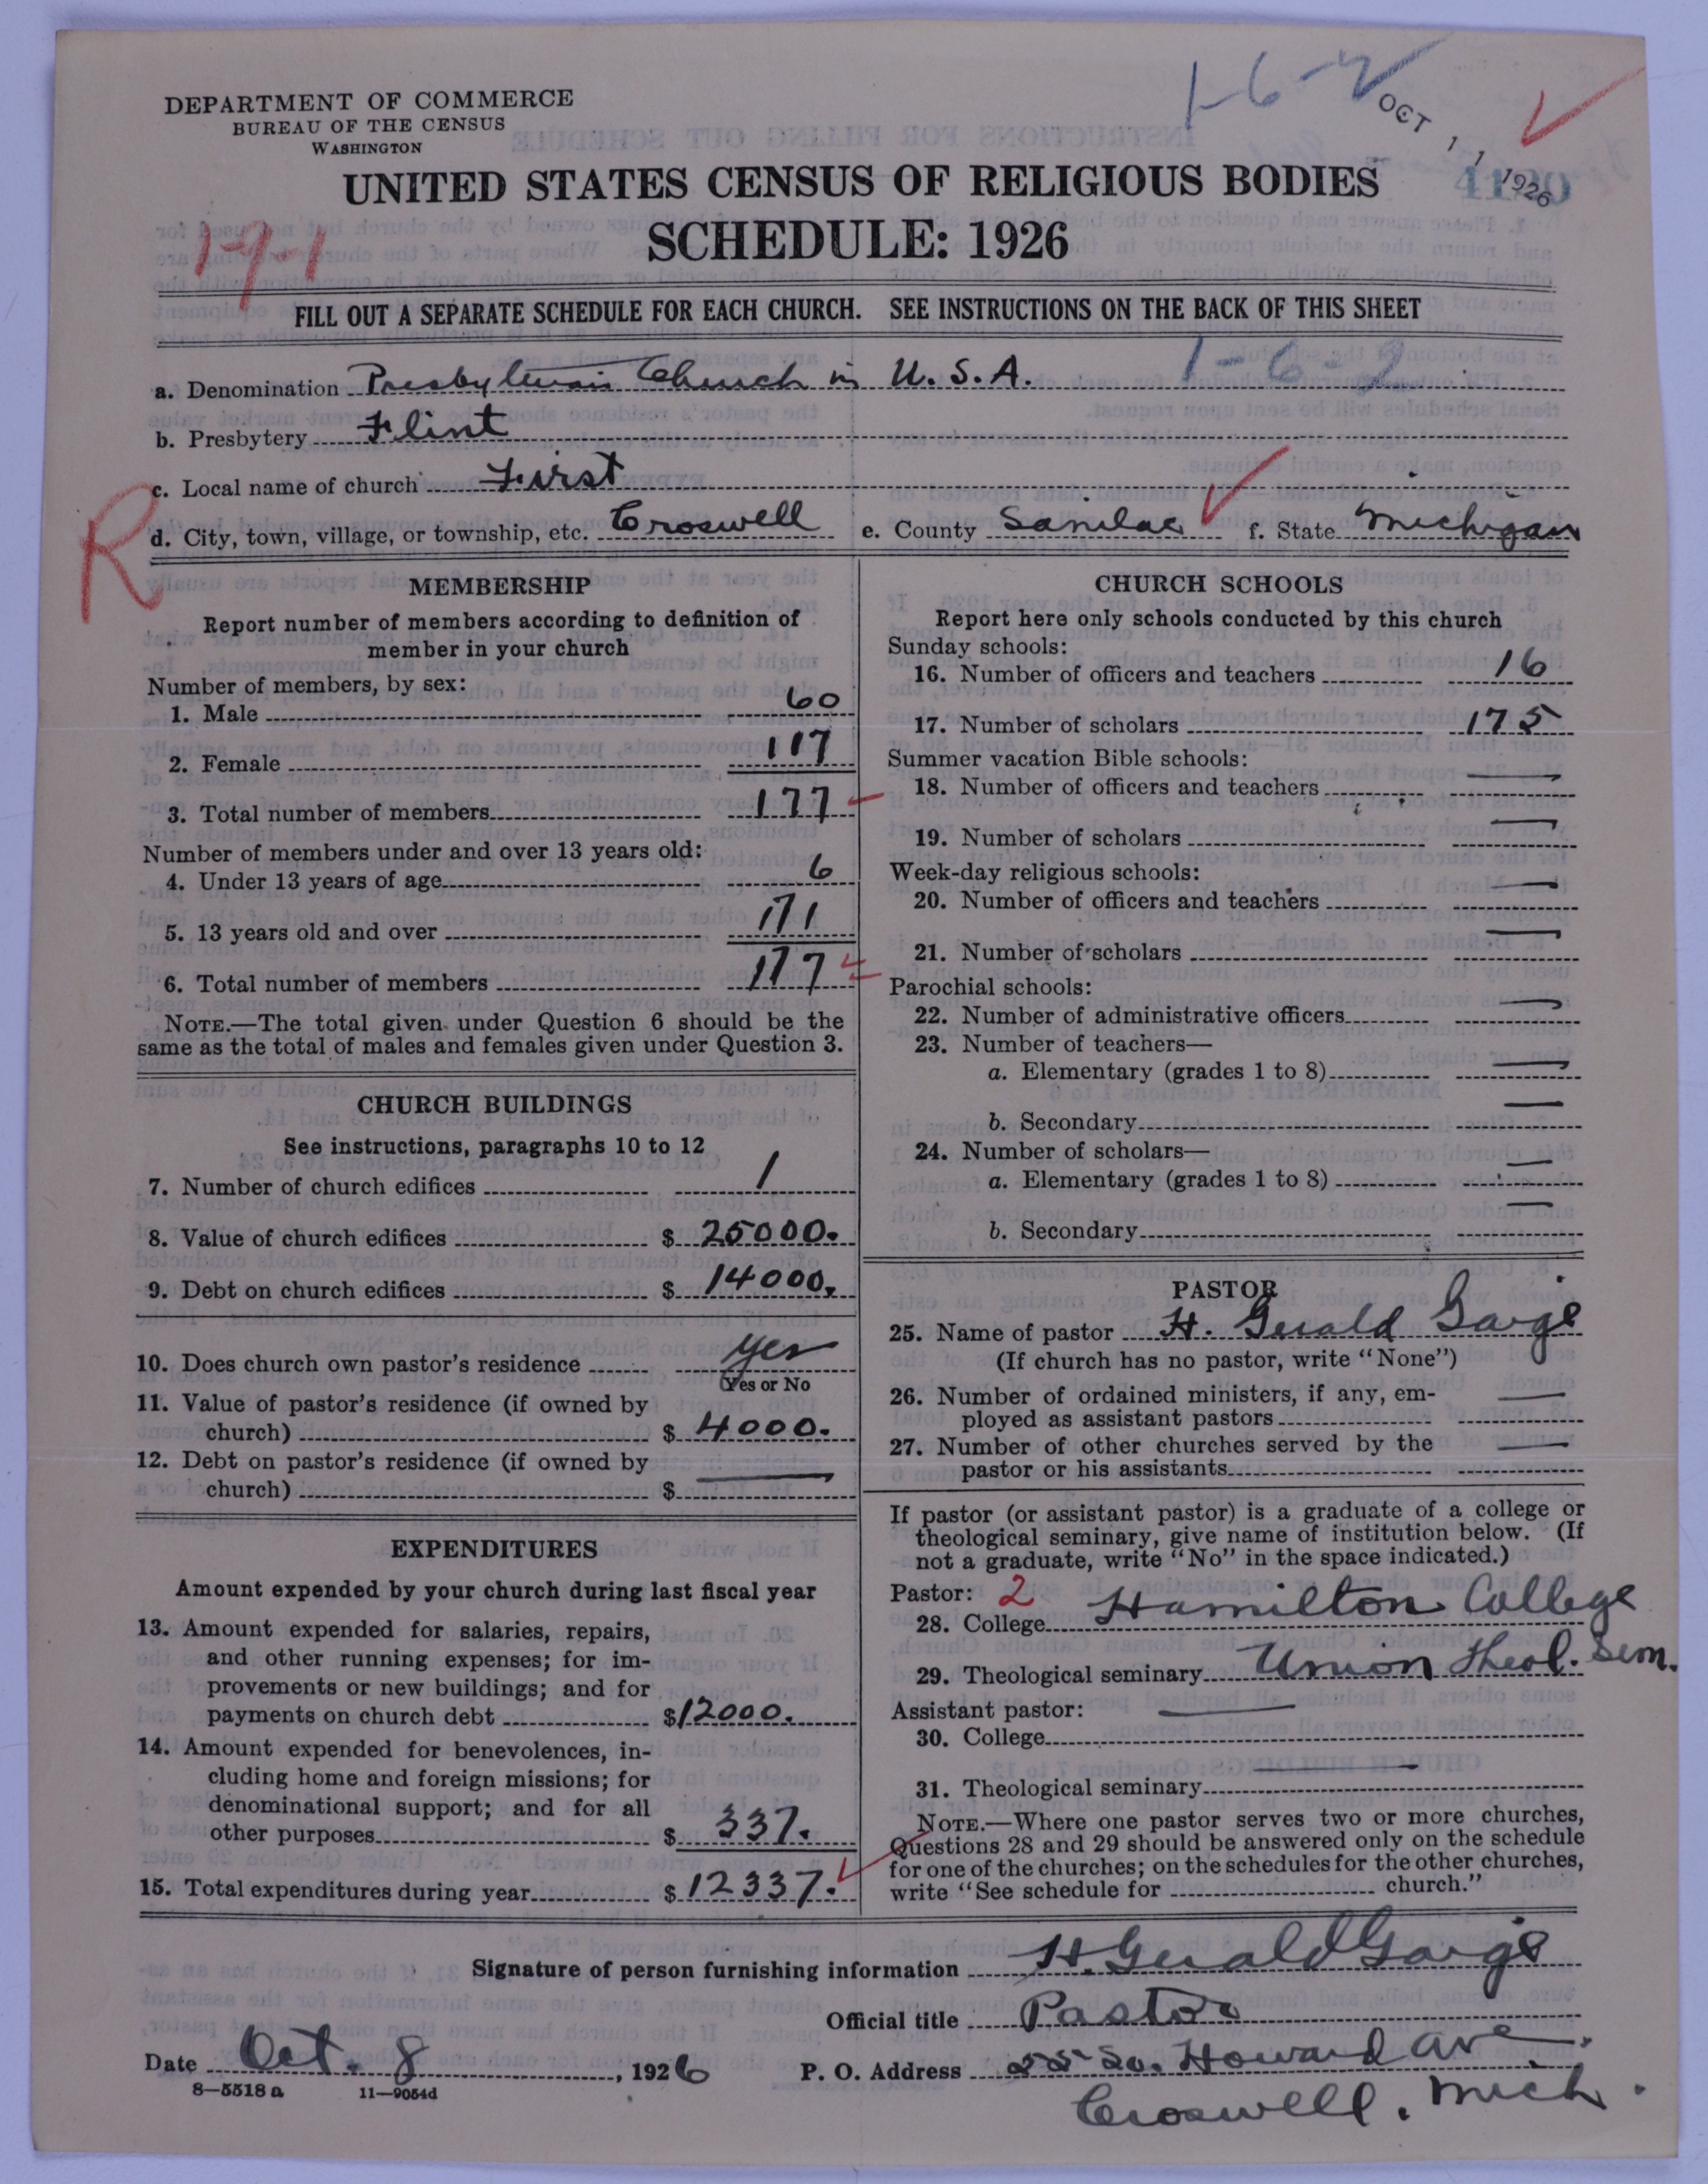 1-6-2
OCT 11 1926
DEPARTMENT OF COMMERCE
BUREAU OF THE CENSUS
WASHINGTON
UNITED STATES CENSUS OF RELIGIOUS BODIES
SCHEDULE: 1926
1-9-1
FILL OUT A SEPARATE SCHEDULE FOR EACH CHURCH. SEE INSTRUCTIONS ON THE BACK OF THIS SHEET
a. Denomination Presbyterian Church in U.S.A. 1-6-2
b. Presbytery Flint
c. Local name of church First
R
d. City, town, village, or township, etc. Croswell e. County Sanilac f. State Michigan
MEMBERSHIP
Report number of members according to definition of
member in your church
Number of members, by sex:
1. Male 60
2. Female 117
3. Total number of members 177
Number of members under and over 13 years old:
4. Under 13 years of age 6
5. 13 years old and over 171
6. Total number of members 177
NOTE.—The total given under Question 6 should be the
same as the total of males and females given under Question 3.
CHURCH BUILDINGS
See instructions, paragraphs 10 to 12
7. Number of church edifices 1
8. Value of church edifices $ 25000.
9. Debt on church edifices $ 14000.
10. Does church own pastor's residence Yes
Yes or No
11. Value of pastor's residence (if owned by
church) $ 4000.
12. Debt on pastor's residence (if owned by
church) $ —
EXPENDITURES
Amount expended by your church during last fiscal year
13. Amount expended for salaries, repairs,
and other running expenses; for im-
provements or new buildings; and for
payments on church debt $12000.
14. Amount expended for benevolences, in-
cluding home and foreign missions; for
denominational support; and for all
other purposes $ 337.
15. Total expenditures during year $ 12337.
CHURCH SCHOOLS
Report here only schools conducted by this church
Sunday schools:
16. Number of officers and teachers 16
17. Number of scholars 175
Summer vacation Bible schools:
18. Number of officers and teachers —
19. Number of scholars —
Week-day religious schools:
20. Number of officers and teachers —
21. Number of scholars —
Parochial schools:
22. Number of administrative officers —
23. Number of teachers—
a. Elementary (grades 1 to 8) —
b. Secondary —
24. Number of scholars—
a. Elementary (grades 1 to 8) —
b. Secondary —
PASTOR
25. Name of pastor H. Gerald Gaige
(If church has no pastor, write "None")
26. Number of ordained ministers, if any, em-
ployed as assistant pastors —
27. Number of other churches served by the
pastor or his assistants —
If pastor (or assistant pastor) is a graduate of a college or
theological seminary, give name of institution below. (If
not a graduate, write "No" in the space indicated.)
Pastor: 2
28. College Hamilton College
29. Theological seminary Union Theol. Sem.
Assistant pastor: —
30. College
31. Theological seminary —
NOTE.—Where one pastor serves two or more churches,
Questions 28 and 29 should be answered only on the schedule
for one of the churches; on the schedules for the other churches,
write "See schedule for church."
Signature of person furnishing information H. Gerald Gaige
Official title Pastor
Date Oct. 8, 1926 P. O. Address 55 So. Howard Ave.
Croswell, Mich.
8—5518a 11—9054d